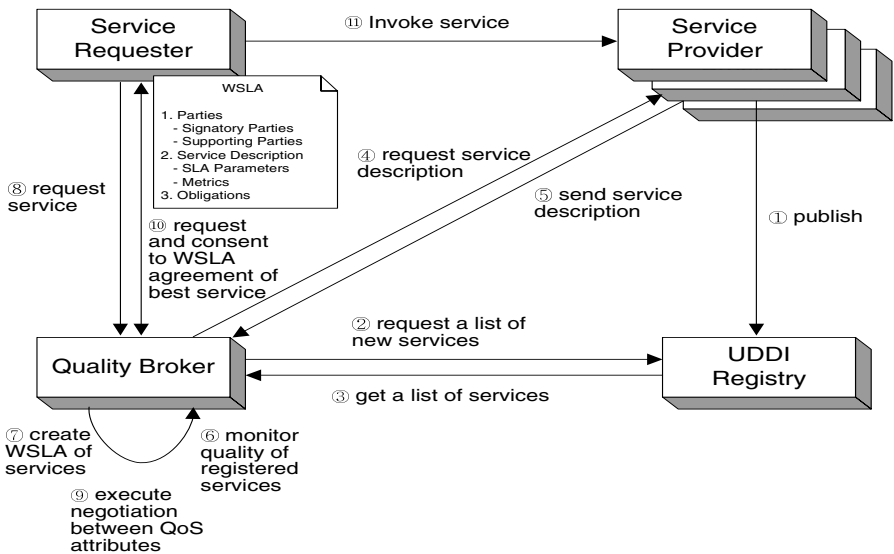 Service
Requester
⑪ Invoke service
Service
Provider
WSLA
1. Parties
- Signatory Parties
- Supporting Parties
2. Service Description
- SLA Parameters
- Metrics
3. Obligations
④ request service
description
⑤ send service
description
① publish
⑧ request
service
⑩ request
and consent
to WSLA
agreement of
best service
② request a list of
new services
③ get a list of services
Quality Broker
UDDI
Registry
⑦ create
WSLA of
services
⑥ monitor
quality of
registered
services
⑨ execute
negotiation
between QoS
attributes